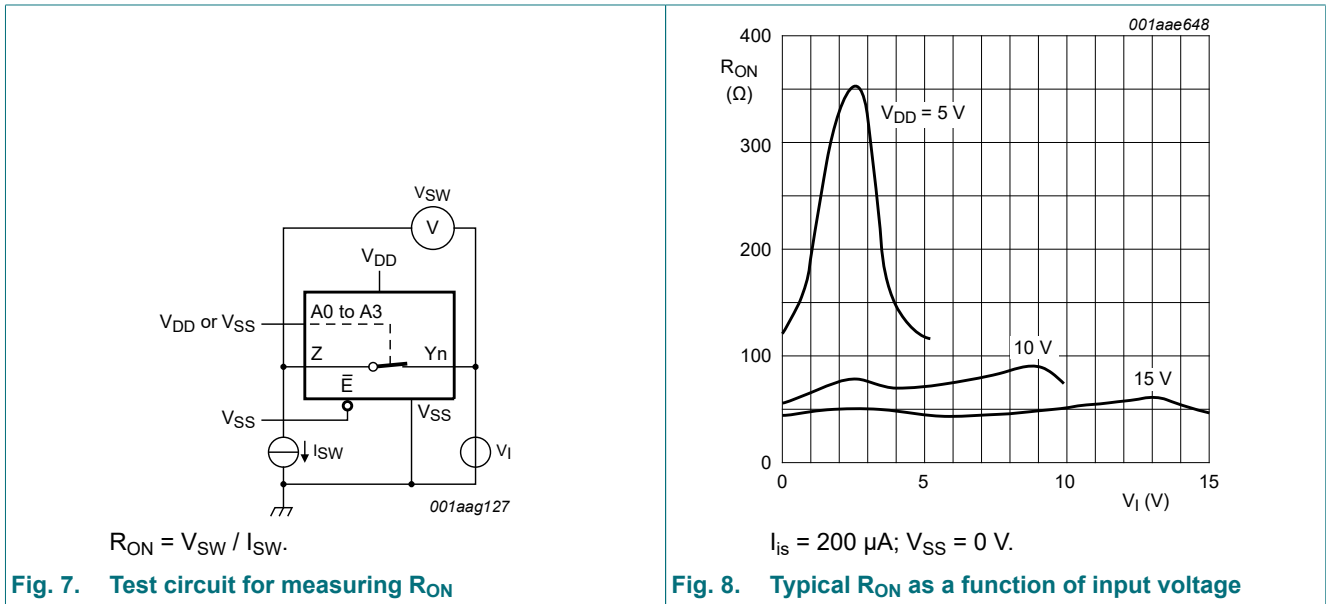 VSW
V
VDD
VDD or VSS
A0 to A3
Z
Yn
E̅
VSS
VSS
ISW
VI
001aag127
RON = VSW / ISW.
Fig. 7. Test circuit for measuring RON
001aae648
400
RON
(Ω)
VDD = 5 V
300
200
100
10 V
15 V
0
0
5
10
15
VI (V)
Iis = 200 µA; VSS = 0 V.
Fig. 8. Typical RON as a function of input voltage